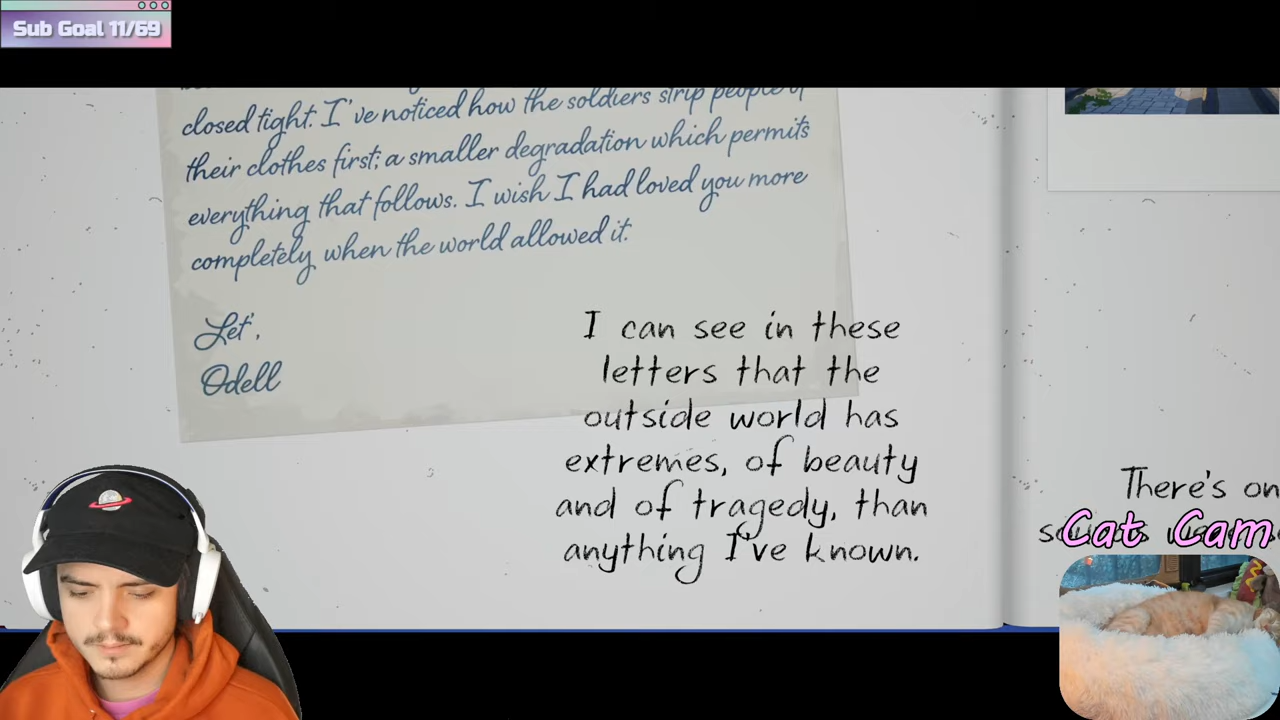 Sub Goal 11/69
closed tight. I've noticed how the soldiers strip people of
their clothes first; a smaller degradation which permits
everything that follows. I wish I had loved you more
completely when the world allowed it.
Let',
Odell
I can see in these
letters that the
outside world has
extremes, of beauty
and of tragedy, than
anything I've known.
There's on
Cat Cam